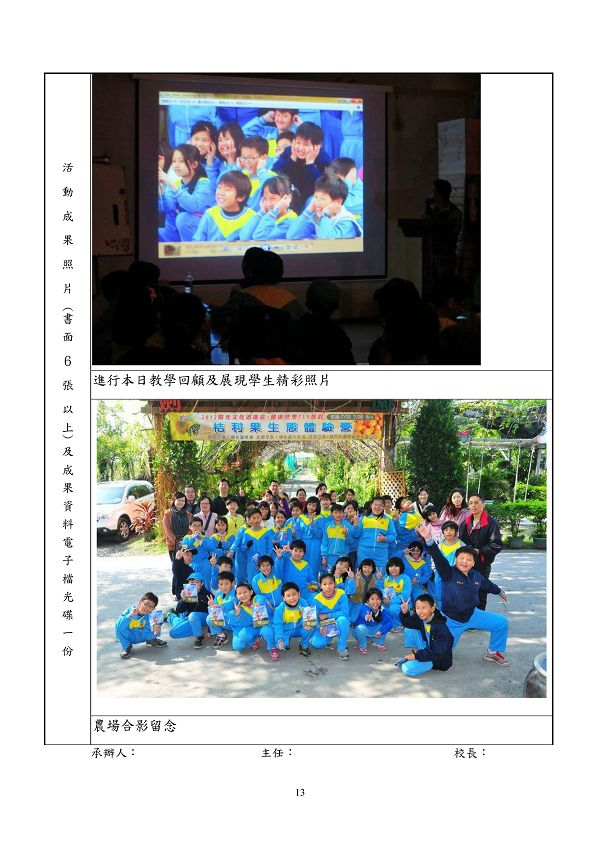 活動成果照片(書面6張以上)及成果資料電子檔光碟一份
進行本日教學回顧及展現學生精彩照片
桔利果生態體驗營
農場合影留念
承辦人：
主任：
校長：
13